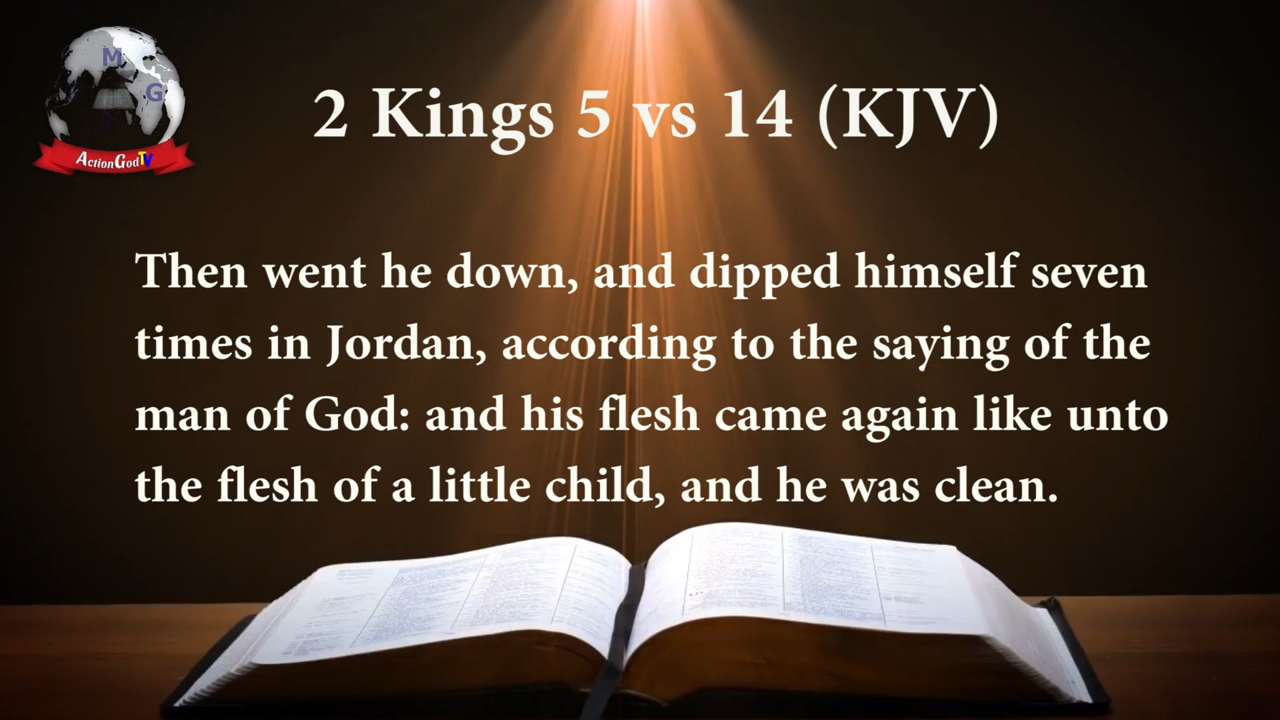 M
G
ActionGodTV
2 Kings 5 vs 14 (KJV)
Then went he down, and dipped himself seven
times in Jordan, according to the saying of the
man of God: and his flesh came again like unto
the flesh of a little child, and he was clean.